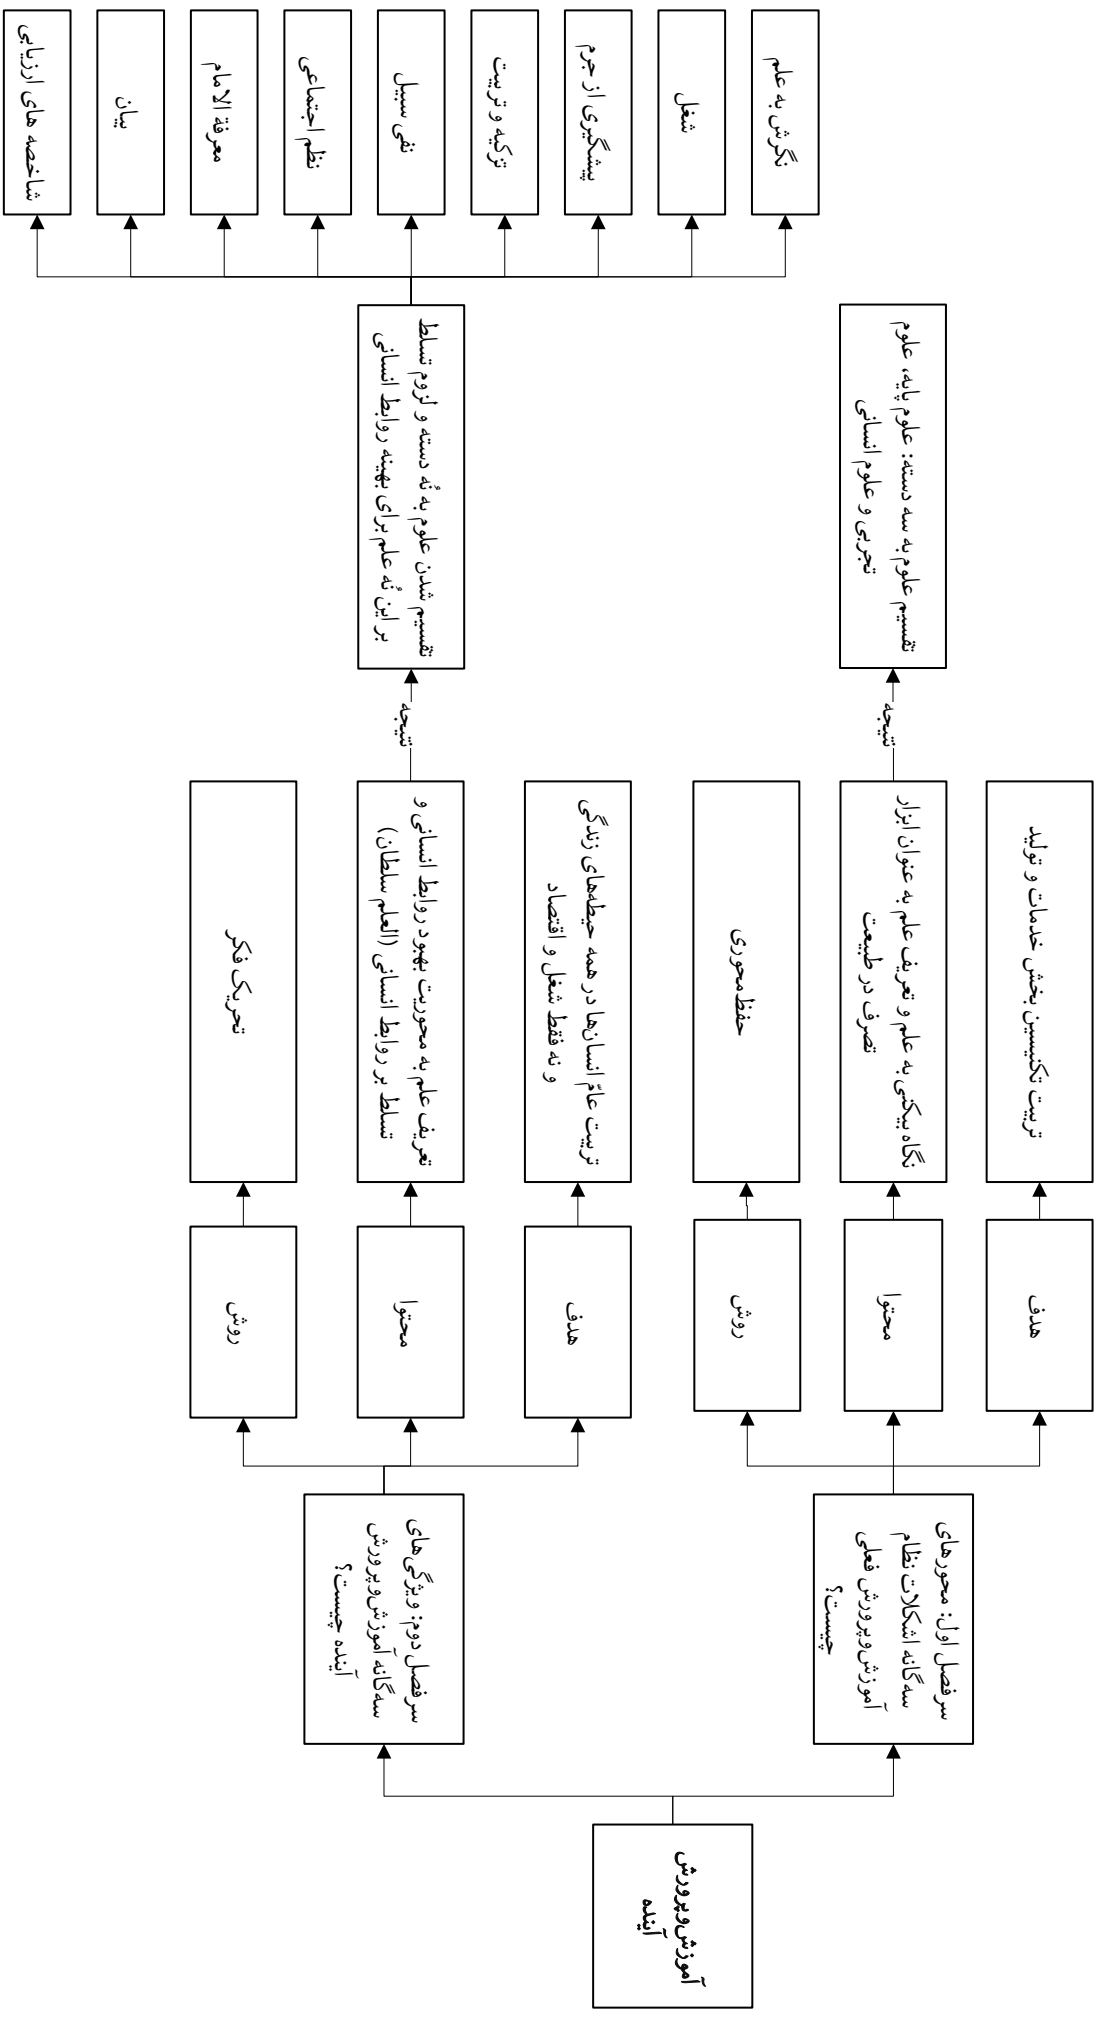 آموزش‌وپرورش
آینده
سرفصل اول: محورهای
سه‌گانه اشکلات نظام
آموزش‌وپرورش فعلی
چیست؟
هدف
تربیت تکنیسین بخش خدمات و تولید
محتوا
نگاه بیکنی به علم و تعریف علم به عنوان ابزار
تصرف در طبیعت
نتیجه
تقسیم علوم به سه دسته: علوم پایه، علوم
تجربی و علوم انسانی
روش
حفظ‌محوری
سرفصل دوم: ویژگی‌های
سه‌گانه آموزش‌وپرورش
آینده چیست؟
هدف
تربیت عامّ انسان‌ها در همه حیطه‌های زندگی
و نه فقط شغل و اقتصاد
محتوا
تعریف علم به محوریت بهبود روابط انسانی و
تسلط بر روابط انسانی (العلم سلطان)
نتیجه
تقسیم شدن علوم به نُه دسته و لزوم تسلط
بر این نُه علم برای بهینه روابط انسانی
نگرش به علم
شغل
پیشگیری از جرم
تزکیه و تربیت
نفی سبیل
نظم اجتماعی
معرفة الامام
بیان
شاخصه های ارزیابی
روش
تحریک فکر